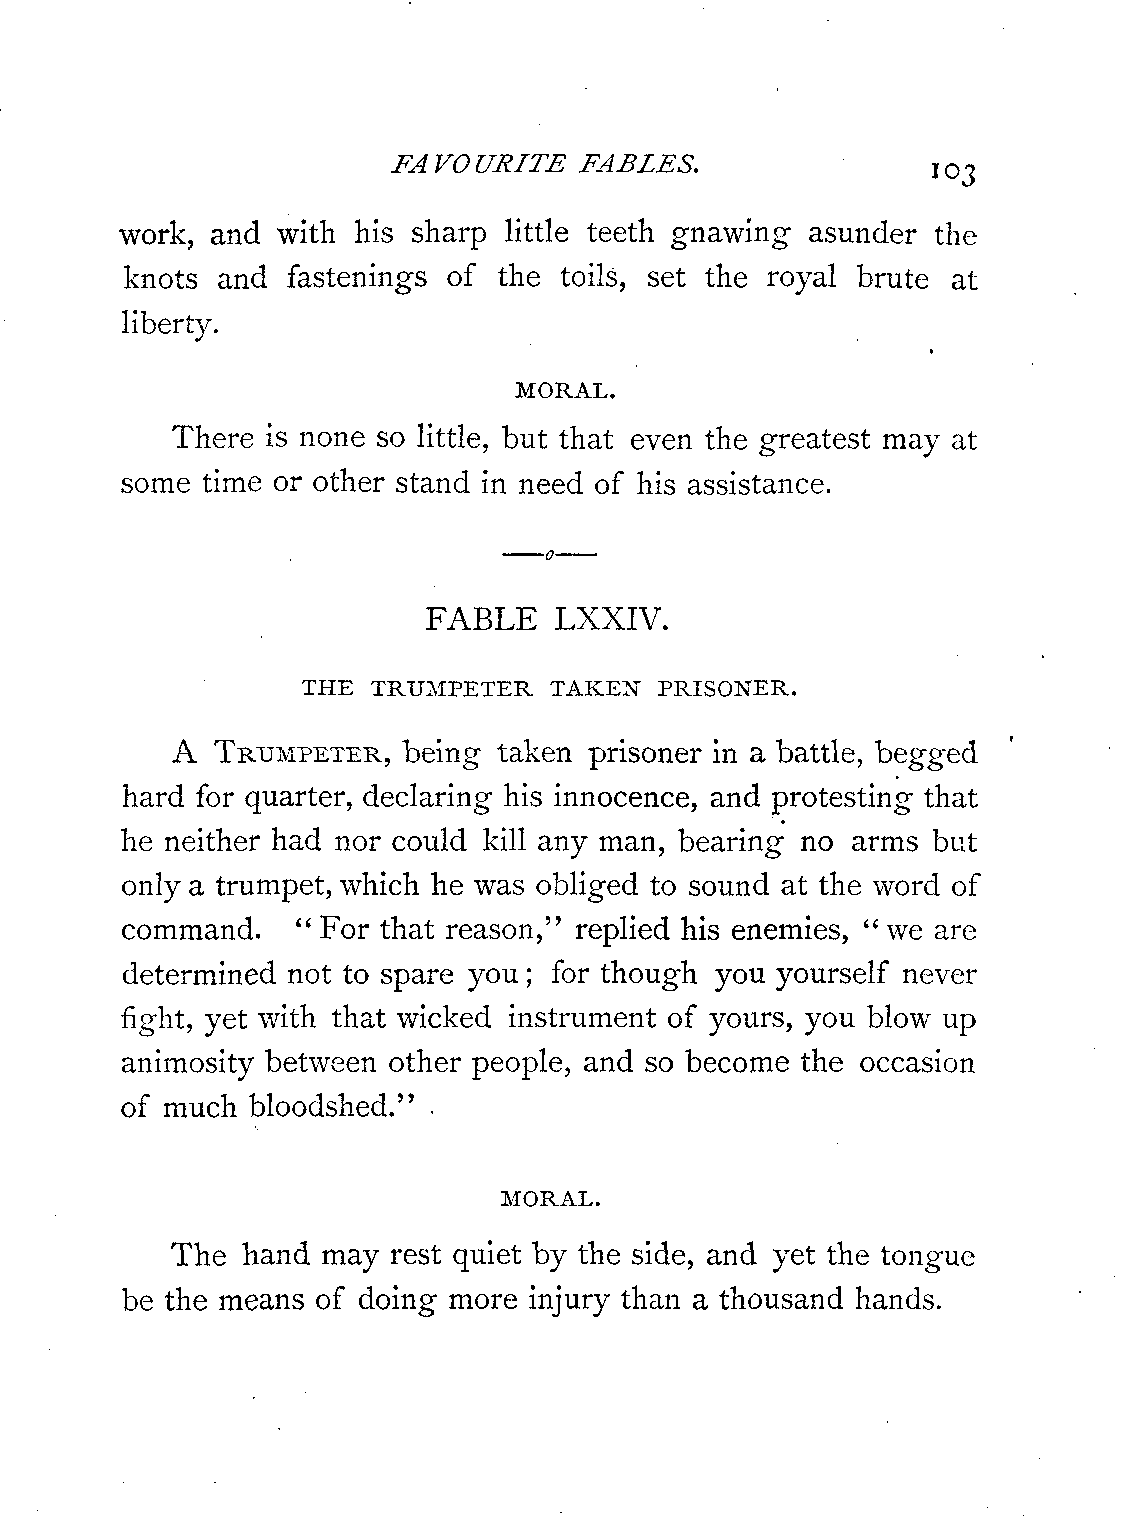 FAVOURITE FABLES. 103
work, and with his sharp little teeth gnawing asunder the
knots and fastenings of the toils, set the royal brute at
liberty.
MORAL.
There is none so little, but that even the greatest may at
some time or other stand in need of his assistance.
—o—
FABLE LXXIV.
THE TRUMPETER TAKEN PRISONER.
A TRUMPETER, being taken prisoner in a battle, begged
hard for quarter, declaring his innocence, and protesting that
he neither had nor could kill any man, bearing no arms but
only a trumpet, which he was obliged to sound at the word of
command. “For that reason,” replied his enemies, “we are
determined not to spare you; for though you yourself never
fight, yet with that wicked instrument of yours, you blow up
animosity between other people, and so become the occasion
of much bloodshed.”
MORAL.
The hand may rest quiet by the side, and yet the tongue
be the means of doing more injury than a thousand hands.